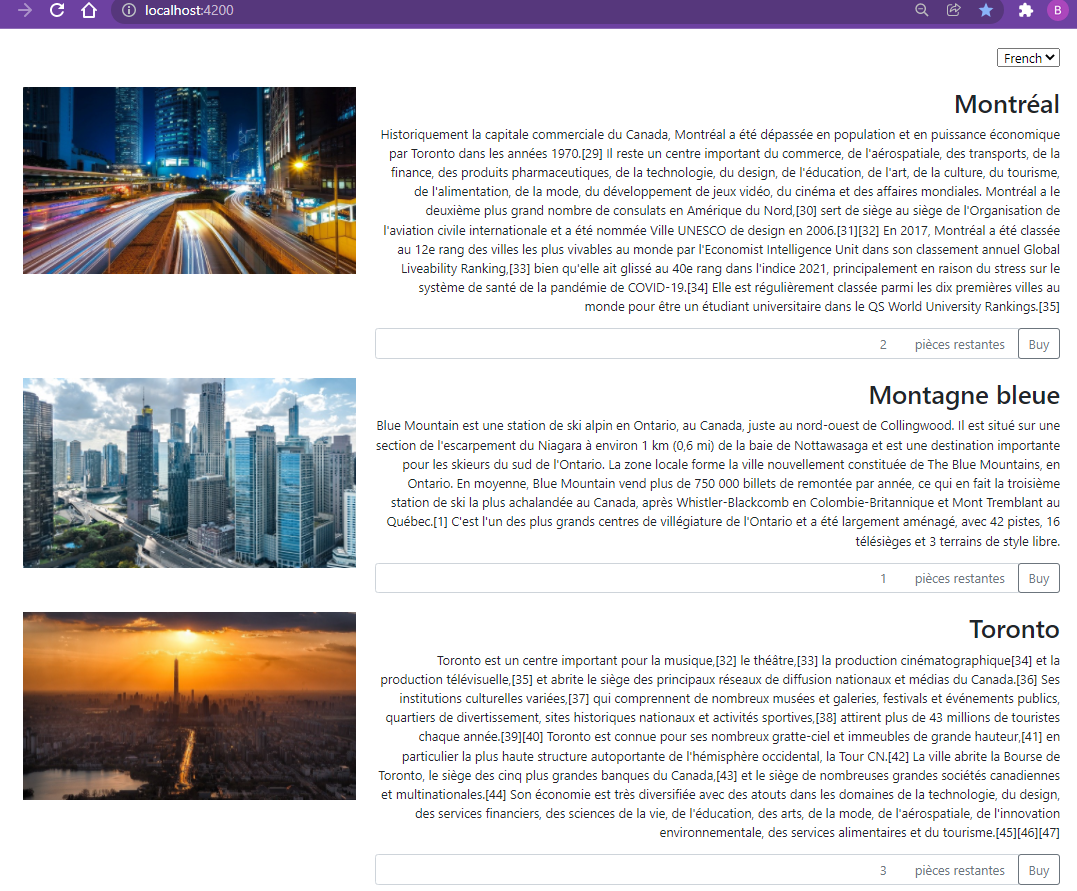 localhost:4200
B
French
Montréal
Historiquement la capitale commerciale du Canada, Montréal a été dépassée en population et en puissance économique
par Toronto dans les années 1970.[29] Il reste un centre important du commerce, de l'aérospatiale, des transports, de la
finance, des produits pharmaceutiques, de la technologie, du design, de l'éducation, de l'art, de la culture, du tourisme,
de l'alimentation, de la mode, du développement de jeux vidéo, du cinéma et des affaires mondiales. Montréal a le
deuxième plus grand nombre de consulats en Amérique du Nord,[30] sert de siège au siège de l'Organisation de
l'aviation civile internationale et a été nommée Ville UNESCO de design en 2006.[31][32] En 2017, Montréal a été classée
au 12e rang des villes les plus vivables au monde par l'Economist Intelligence Unit dans son classement annuel Global
Liveability Ranking,[33] bien qu'elle ait glissé au 40e rang dans l'indice 2021, principalement en raison du stress sur le
système de santé de la pandémie de COVID-19.[34] Elle est régulièrement classée parmi les dix premières villes au
monde pour être un étudiant universitaire dans le QS World University Rankings.[35]
2 pièces restantes Buy
Montagne bleue
Blue Mountain est une station de ski alpin en Ontario, au Canada, juste au nord-ouest de Collingwood. Il est situé sur une
section de l'escarpement du Niagara à environ 1 km (0,6 mi) de la baie de Nottawasaga et est une destination importante
pour les skieurs du sud de l'Ontario. La zone locale forme la ville nouvellement constituée de The Blue Mountains, en
Ontario. En moyenne, Blue Mountain vend plus de 750 000 billets de remontée par année, ce qui en fait la troisième
station de ski la plus achalandée au Canada, après Whistler-Blackcomb en Colombie-Britannique et Mont Tremblant au
Québec.[1] C'est l'un des plus grands centres de villégiature de l'Ontario et a été largement aménagé, avec 42 pistes, 16
télésièges et 3 terrains de style libre.
1 pièces restantes Buy
Toronto
Toronto est un centre important pour la musique,[32] le théâtre,[33] la production cinématographique[34] et la
production télévisuelle,[35] et abrite le siège des principaux réseaux de diffusion nationaux et médias du Canada.[36] Ses
institutions culturelles variées,[37] qui comprennent de nombreux musées et galeries, festivals et événements publics,
quartiers de divertissement, sites historiques nationaux et activités sportives,[38] attirent plus de 43 millions de touristes
chaque année.[39][40] Toronto est connue pour ses nombreux gratte-ciel et immeubles de grande hauteur,[41] en
particulier la plus haute structure autoportante de l'hémisphère occidental, la Tour CN.[42] La ville abrite la Bourse de
Toronto, le siège des cinq plus grandes banques du Canada,[43] et le siège de nombreuses grandes sociétés canadiennes
et multinationales.[44] Son économie est très diversifiée avec des atouts dans les domaines de la technologie, du design,
des services financiers, des sciences de la vie, de l'éducation, des arts, de la mode, de l'aérospatiale, de l'innovation
environnementale, des services alimentaires et du tourisme.[45][46][47]
3 pièces restantes Buy